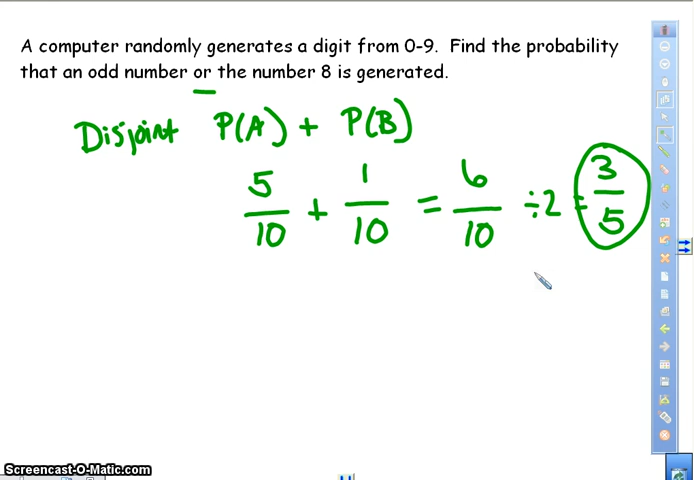 A computer randomly generates a digit from 0-9. Find the probability
that an odd number or the number 8 is generated.
Disjoint P(A) + P(B)
5/10 + 1/10 = 6/10 ÷2 = 3/5
Screencast-O-Matic.com